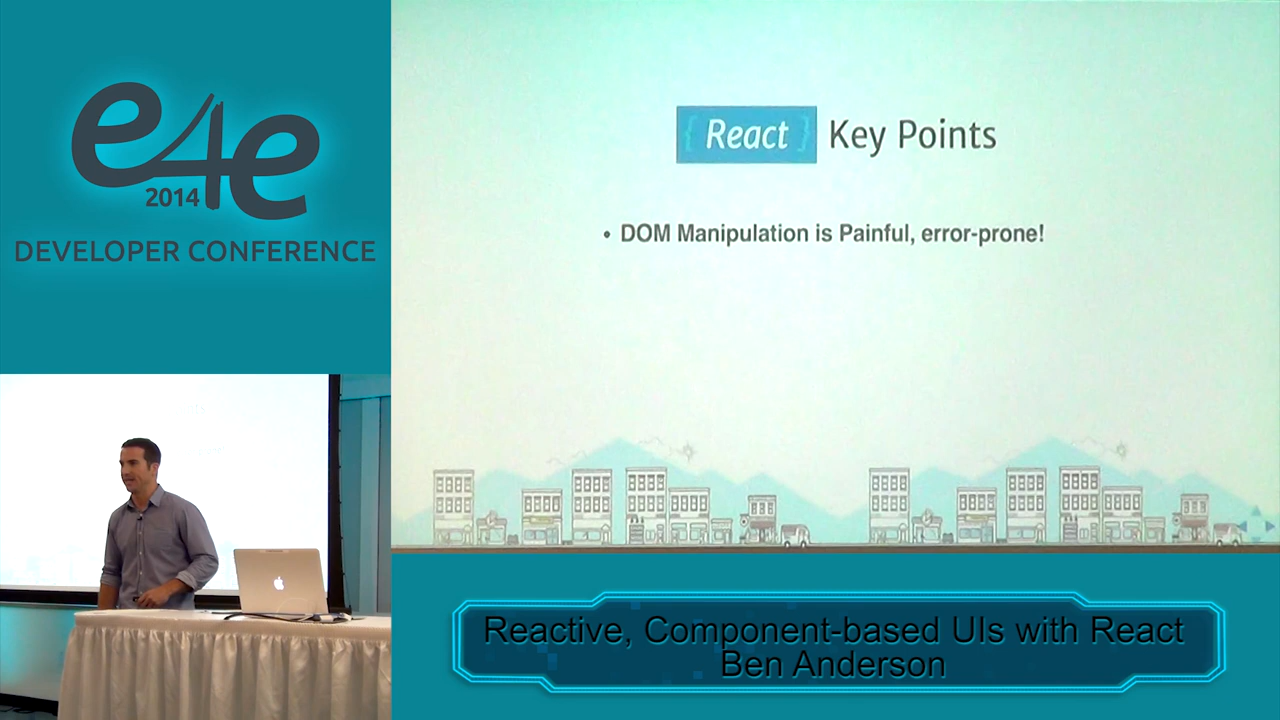 e4e
2014
DEVELOPER CONFERENCE
{ React } Key Points
• DOM Manipulation is Painful, error-prone!
Reactive, Component-based UIs with React
Ben Anderson